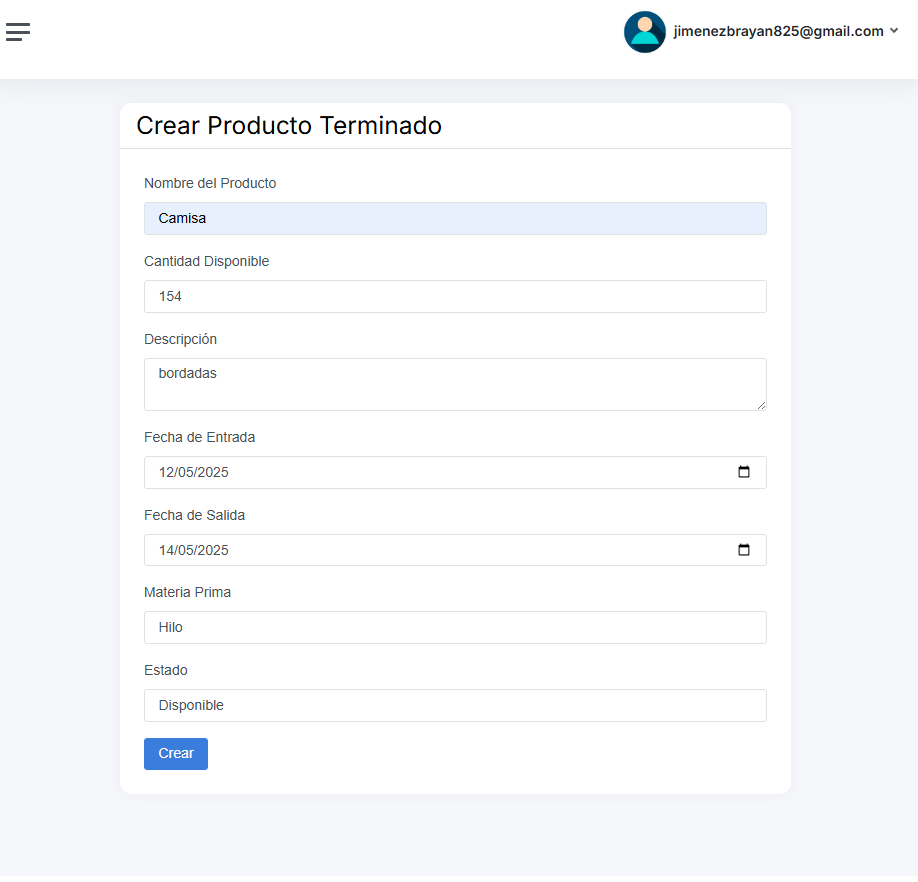 jimenezbrayan825@gmail.com
Crear Producto Terminado
Nombre del Producto
Camisa
Cantidad Disponible
154
Descripción
bordadas
Fecha de Entrada
12/05/2025
Fecha de Salida
14/05/2025
Materia Prima
Hilo
Estado
Disponible
Crear